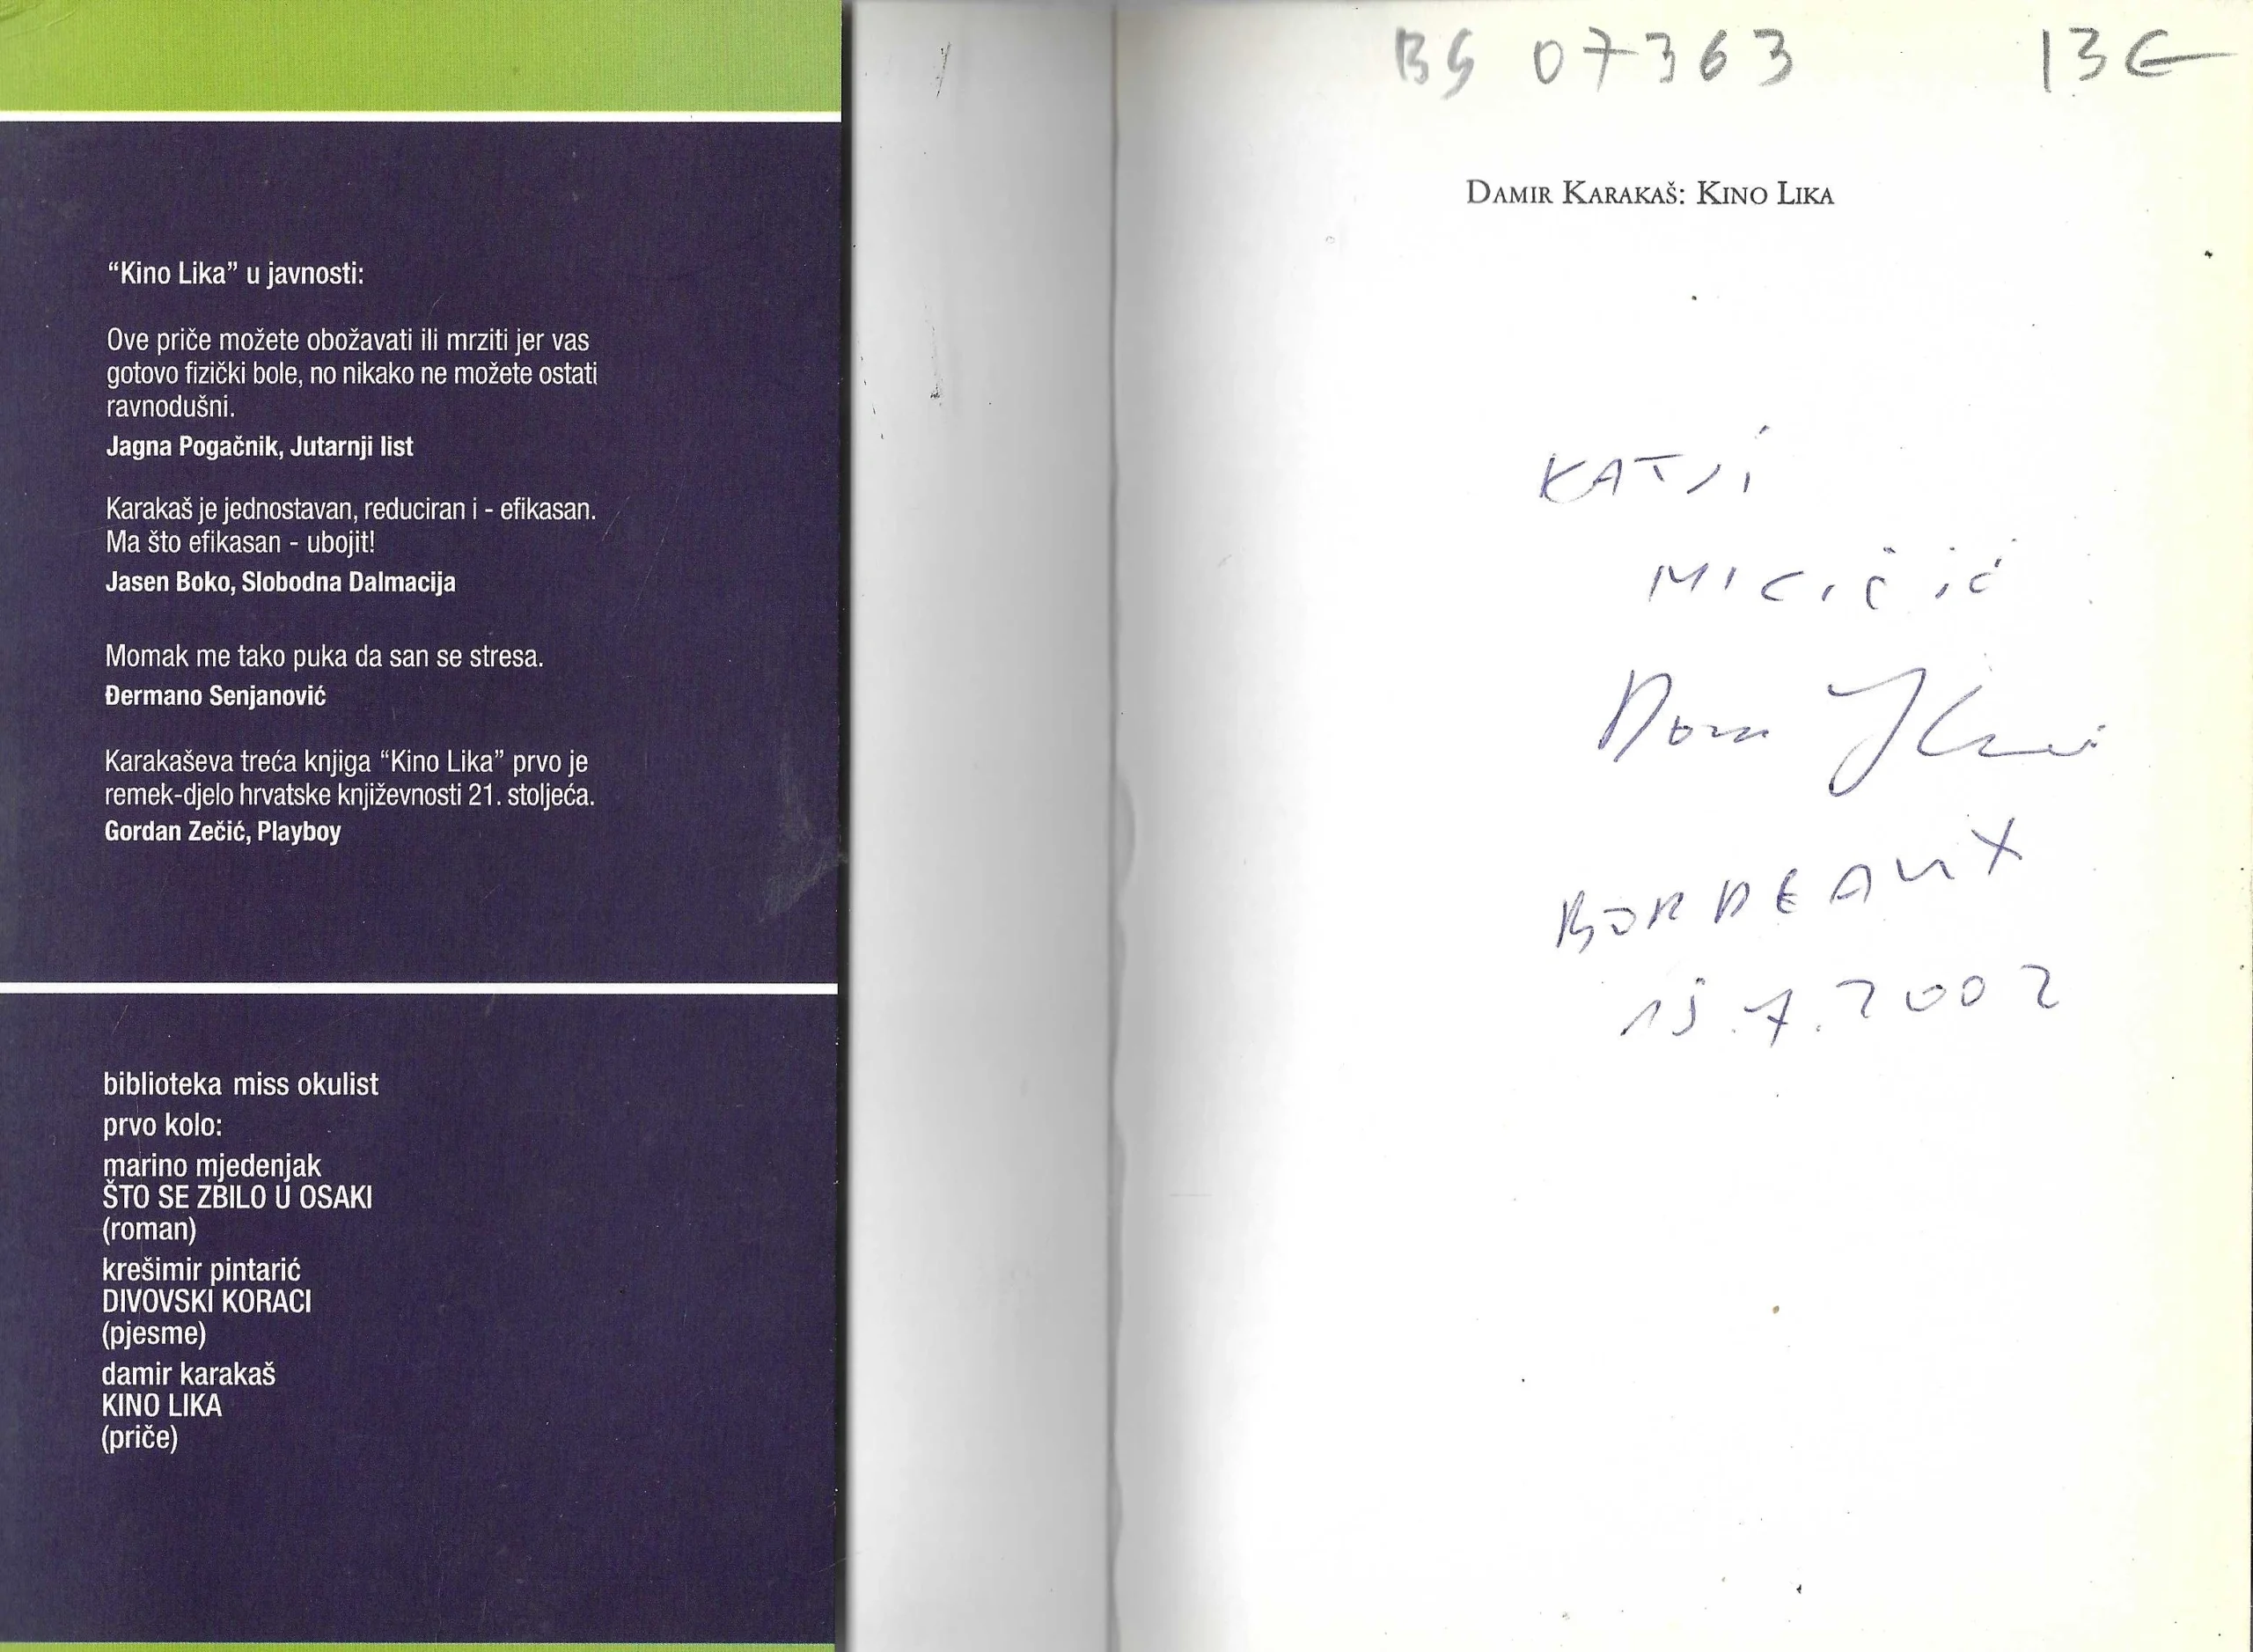 “Kino Lika” u javnosti:
Ove priče možete obožavati ili mrziti jer vas
gotovo fizički bole, no nikako ne možete ostati
ravnodušni.
Jagna Pogačnik, Jutarnji list
Karakaš je jednostavan, reduciran i - efikasan.
Ma što efikasan - ubojit!
Jasen Boko, Slobodna Dalmacija
Momak me tako puka da san se stresa.
Đermano Senjanović
Karakaševa treća knjiga “Kino Lika” prvo je
remek-djelo hrvatske književnosti 21. stoljeća.
Gordan Zečić, Playboy
biblioteka miss okulist
prvo kolo:
marino mjedenjak
ŠTO SE ZBILO U OSAKI
(roman)
krešimir pintarić
DIVOVSKI KORACI
(pjesme)
damir karakaš
KINO LIKA
(priče)
BS 07363 13€
DAMIR KARAKAŠ: KINO LIKA
KATJI
MICIČIĆ
BORDEAUX
15.7.2002